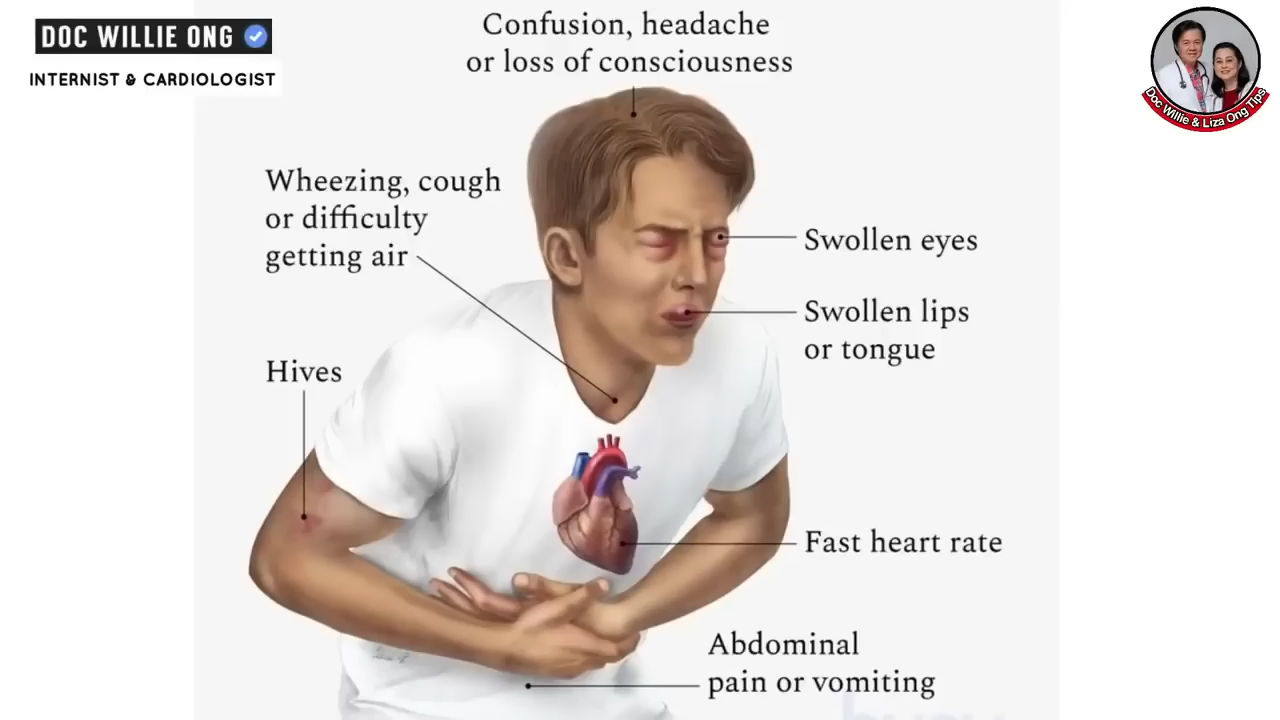 DOC WILLIE ONG
INTERNIST & CARDIOLOGIST
Doc Willie & Liza Ong Tips
Confusion, headache
or loss of consciousness
Wheezing, cough
or difficulty
getting air
Swollen eyes
Swollen lips
or tongue
Hives
Fast heart rate
Abdominal
pain or vomiting